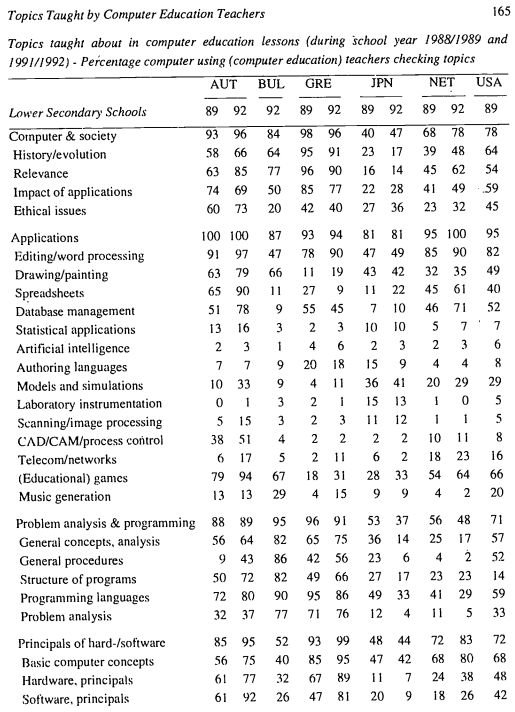 Topics Taught by Computer Education Teachers 165
Topics taught about in computer education lessons (during school year 1988/1989 and
1991/1992) - Percentage computer using (computer education) teachers checking topics
AUT BUL GRE JPN NET USA
Lower Secondary Schools 89 92 92 89 92 89 92 89 92 89
Computer & society 93 96 84 98 96 40 47 68 78 78
History/evolution 58 66 64 95 91 23 17 39 48 64
Relevance 63 85 77 96 90 16 14 45 62 54
Impact of applications 74 69 50 85 77 22 28 41 49 59
Ethical issues 60 73 20 42 40 27 36 23 32 45
Applications 100 100 87 93 94 81 81 95 100 95
Editing/word processing 91 97 47 78 90 47 49 85 90 82
Drawing/painting 63 79 66 11 19 43 42 32 35 49
Spreadsheets 65 90 11 27 9 11 22 45 61 40
Database management 51 78 9 55 45 7 10 46 71 52
Statistical applications 13 16 3 2 3 10 10 5 7 7
Artificial intelligence 2 3 1 4 6 2 3 2 3 6
Authoring languages 7 7 9 20 18 15 9 4 4 8
Models and simulations 10 33 9 4 11 36 41 20 29 29
Laboratory instrumentation 0 1 3 2 1 15 13 1 0 5
Scanning/image processing 5 15 3 2 3 11 12 1 1 5
CAD/CAM/process control 38 51 4 2 2 2 2 10 11 8
Telecom/networks 6 17 5 2 11 6 2 18 23 16
(Educational) games 79 94 67 18 31 28 33 54 64 66
Music generation 13 13 29 4 15 9 9 4 2 20
Problem analysis & programming 88 89 95 96 91 53 37 56 48 71
General concepts, analysis 56 64 82 65 75 36 14 25 17 57
General procedures 9 43 86 42 56 23 6 4 2 52
Structure of programs 50 72 82 49 66 27 17 23 23 14
Programming languages 72 80 90 95 86 49 33 41 29 59
Problem analysis 32 37 77 71 76 12 4 11 5 33
Principals of hard-/software 85 95 52 93 99 48 44 72 83 72
Basic computer concepts 56 75 40 85 95 47 42 68 80 68
Hardware, principals 61 77 32 67 89 11 7 24 38 48
Software, principals 61 92 26 47 81 20 9 18 26 42